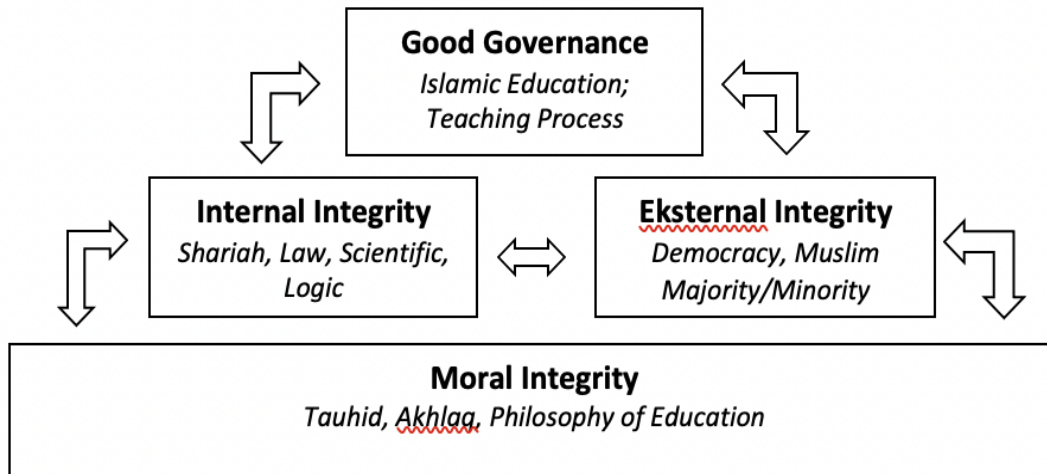 Good Governance
Islamic Education;
Teaching Process
Internal Integrity
Shariah, Law, Scientific,
Logic
Eksternal Integrity
Democracy, Muslim
Majority/Minority
Moral Integrity
Tauhid, Akhlaq, Philosophy of Education